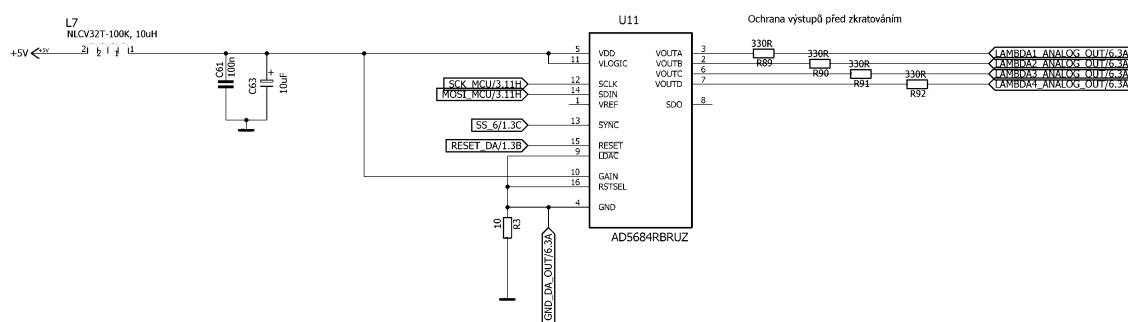 L7
NLCV32T-100K, 10uH
+5V
+5V
2
2
1
1
C61
100n
C63
+
10uF
U11
5 VDD
11 VLOGIC
SCK_MCU/3.11H 12 SCLK
MOSI_MCU/3.11H 14 SDIN
1 VREF
SS_6/1.3C 13 SYNC
RESET_DA/1.3B 15 RESET
9 LDAC
10 GAIN
16 RSTSEL
4 GND
10
R3
GND_DA_OUT/6.3A
AD5684RBRUZ
Ochrana výstupů před zkratováním
VOUTA 3 330R R89 LAMBDA1_ANALOG_OUT/6.3A
VOUTB 2 330R R90 LAMBDA2_ANALOG_OUT/6.3A
VOUTC 6 330R R91 LAMBDA3_ANALOG_OUT/6.3A
VOUTD 7 330R R92 LAMBDA4_ANALOG_OUT/6.3A
SDO 8